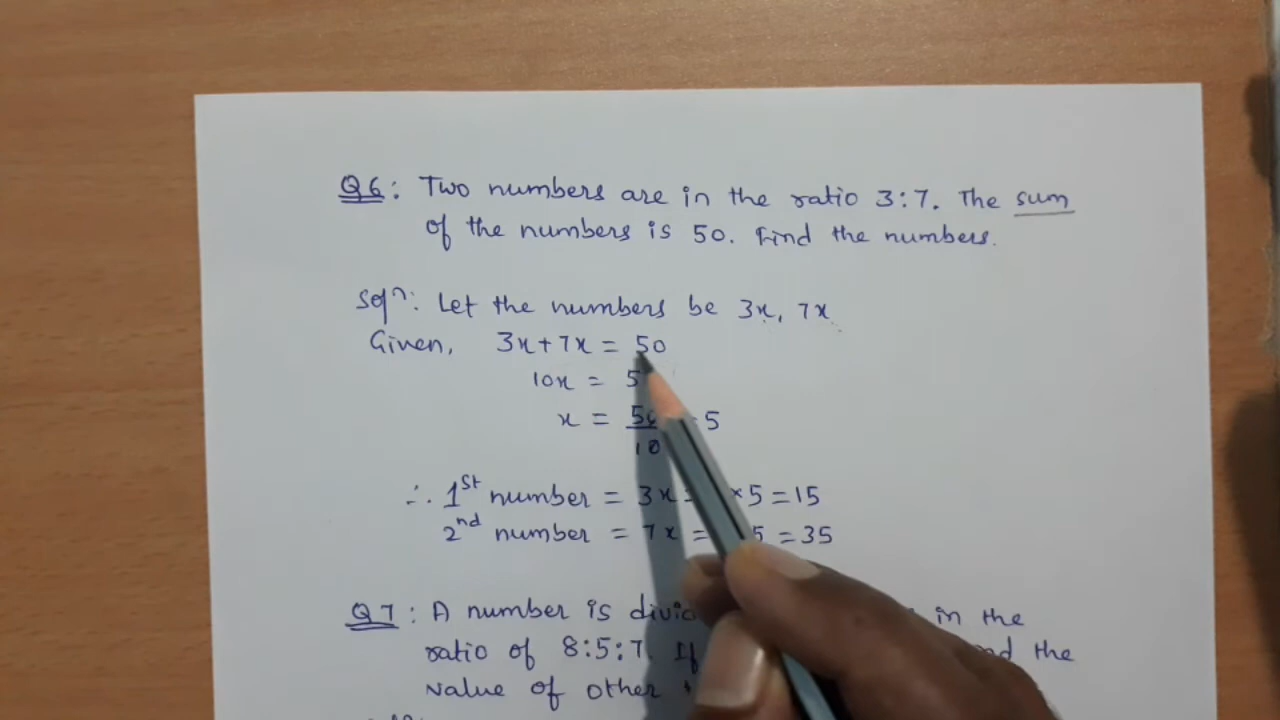 Q6: Two numbers are in the ratio 3:7. The sum
of the numbers is 50. Find the numbers.
Solⁿ: Let the numbers be 3x, 7x
Given, 3x+7x = 50
10x = 5
x = 50/10 = 5
∴ 1st number = 3x = ×5 = 15
2nd number = 7x = 5 = 35
Q7: A number is in the
ratio of 8:5:7. If the
value of other